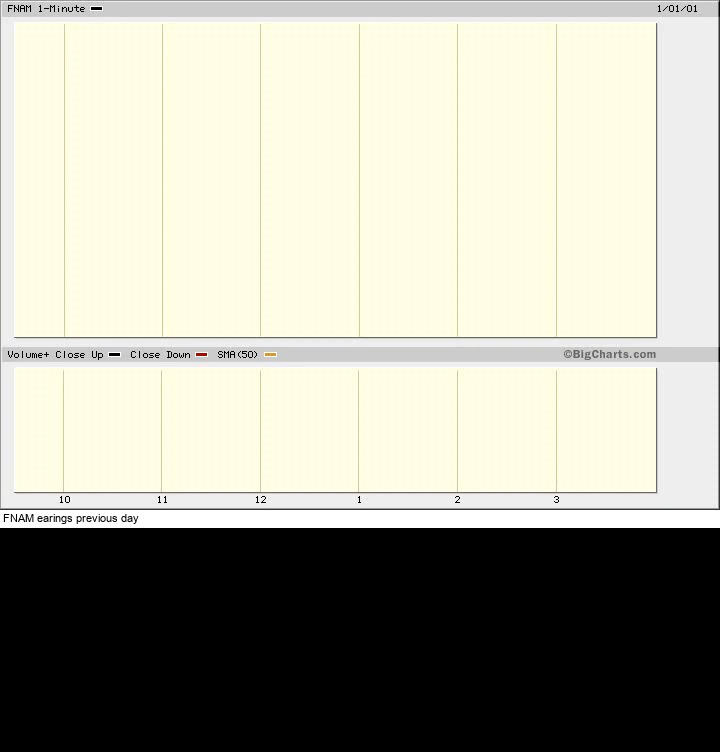 FNAM 1-Minute 1/01/01
Volume+ Close Up Close Down SMA(50) ©BigCharts.com
10 11 12 1 2 3
FNAM earings previous day